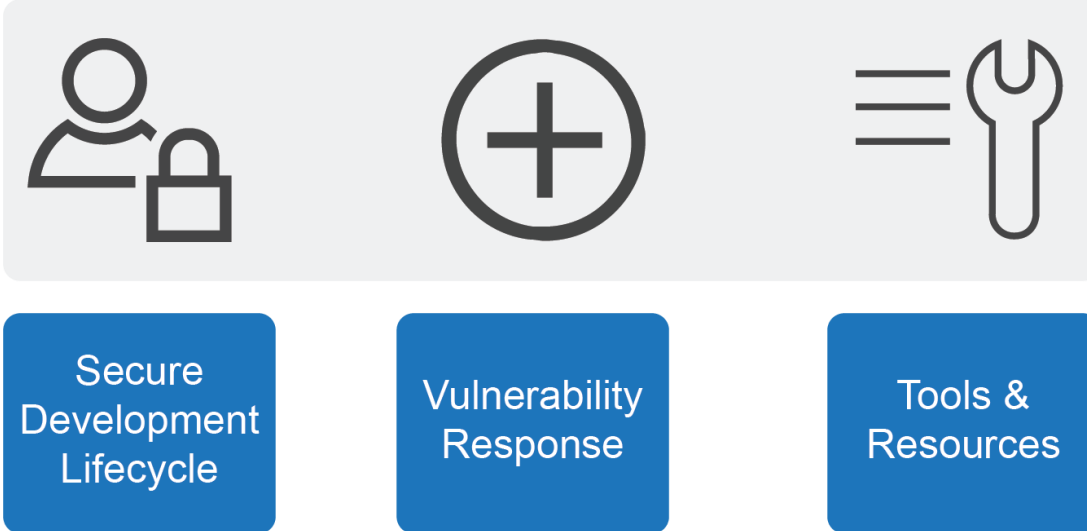 Secure
Development
Lifecycle
Vulnerability
Response
Tools &
Resources